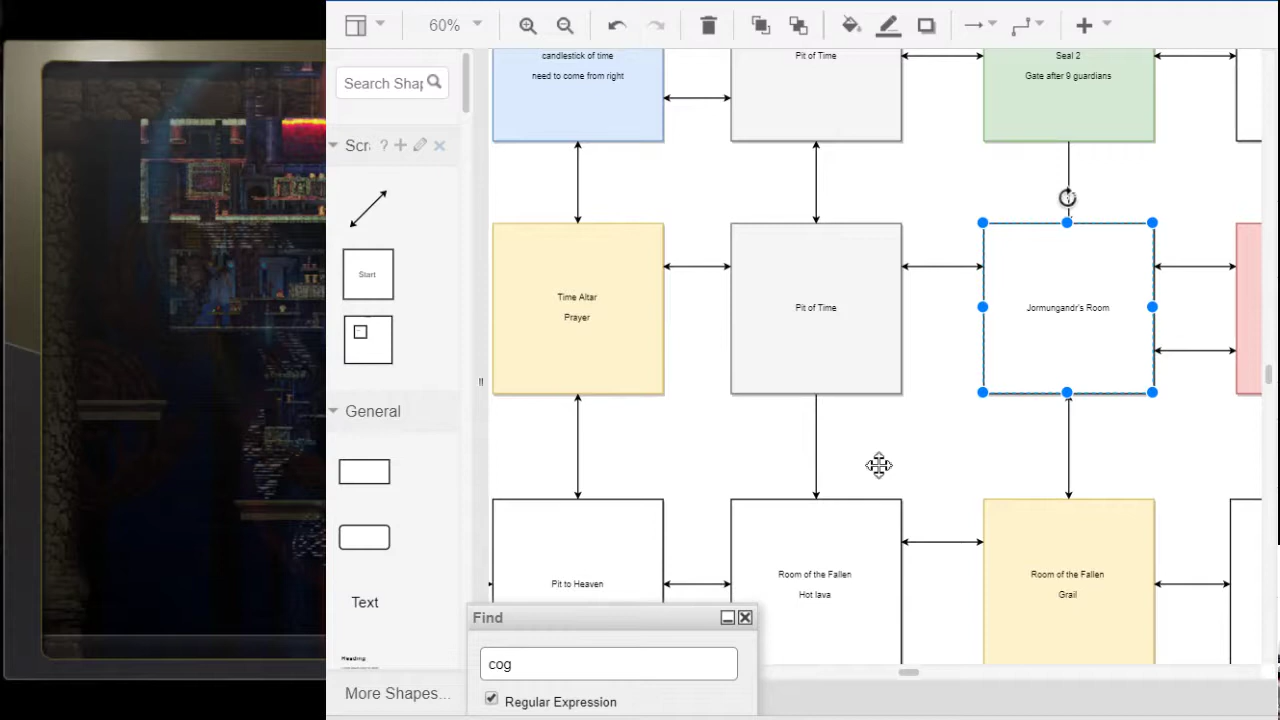 60%
candlestick of time
need to come from right
Pit of Time
Seal 2
Gate after 9 guardians
Search Shap
Scr
?
Start
Time Altar
Prayer
Pit of Time
Jormungandr's Room
!!
General
Pit to Heaven
Room of the Fallen
Hot lava
Room of the Fallen
Grail
Text
Find
Heading
cog
More Shapes...
Regular Expression